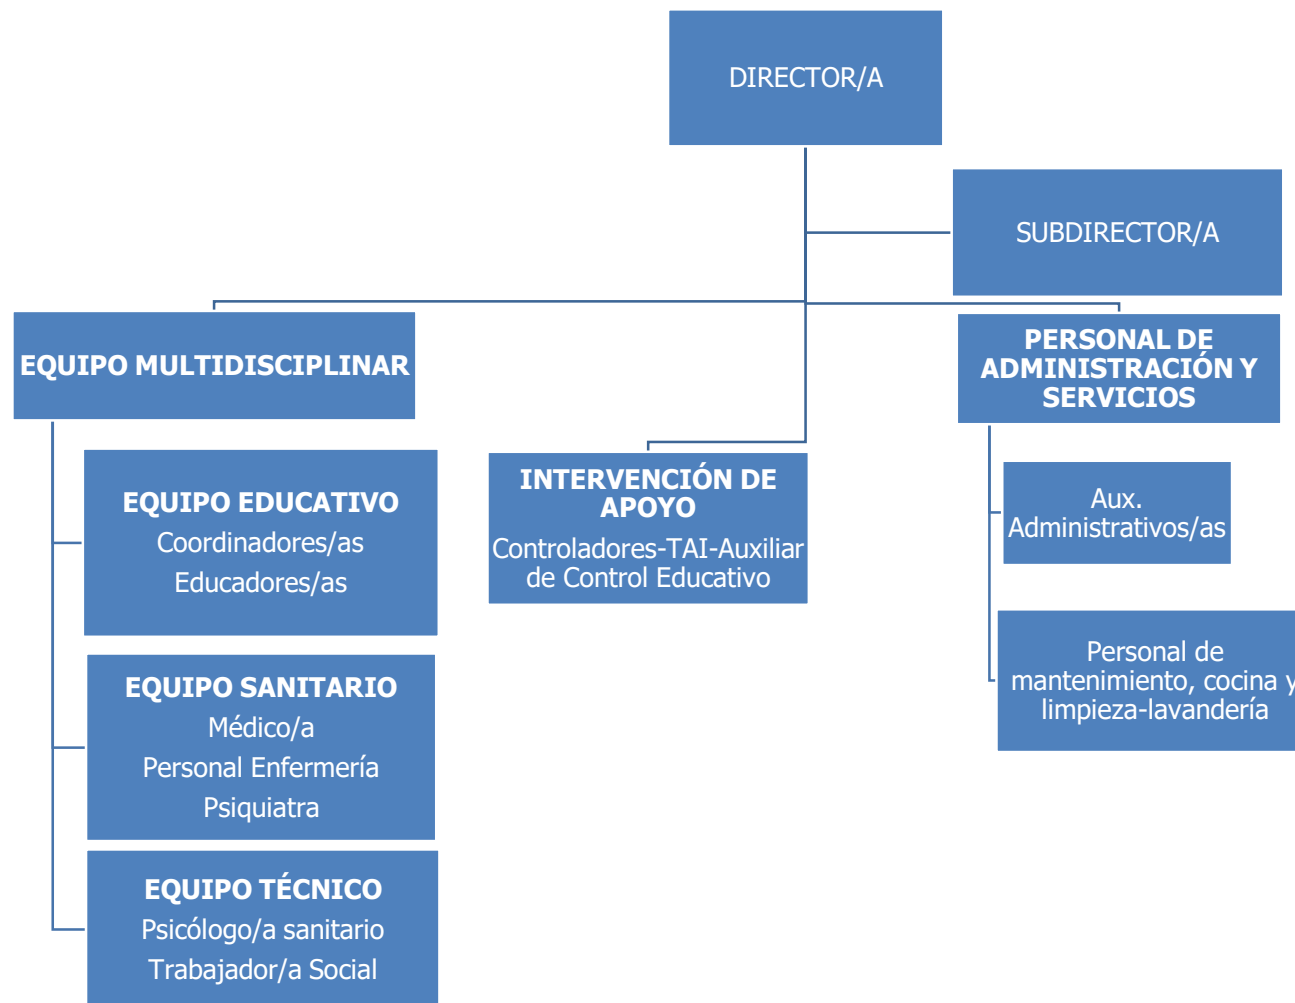 DIRECTOR/A
SUBDIRECTOR/A
EQUIPO MULTIDISCIPLINAR
PERSONAL DE
ADMINISTRACIÓN Y
SERVICIOS
EQUIPO EDUCATIVO
Coordinadores/as
Educadores/as
INTERVENCIÓN DE
APOYO
Controladores-TAI-Auxiliar
de Control Educativo
Aux.
Administrativos/as
Personal de
mantenimiento, cocina y
limpieza-lavandería
EQUIPO SANITARIO
Médico/a
Personal Enfermería
Psiquiatra
EQUIPO TÉCNICO
Psicólogo/a sanitario
Trabajador/a Social